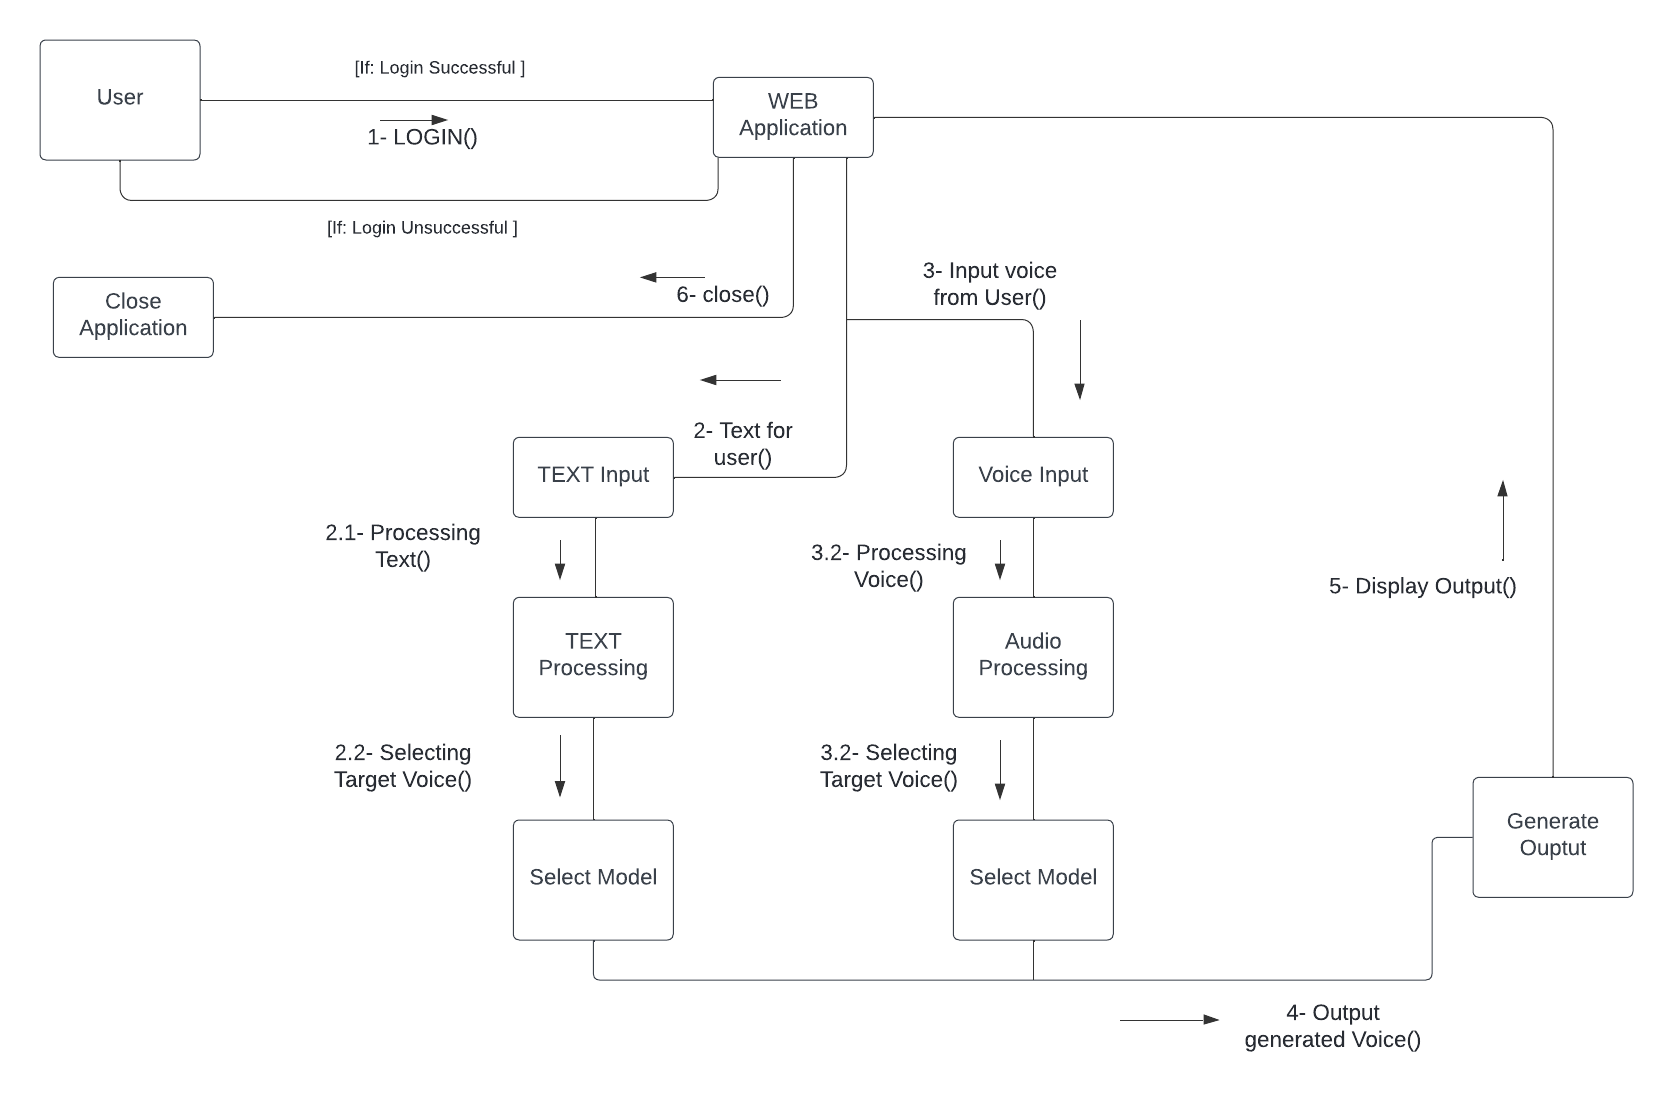 [If: Login Successful ]
User
WEB
Application
1- LOGIN()
[If: Login Unsuccessful ]
3- Input voice
from User()
Close
Application
6- close()
2- Text for
user()
TEXT Input
Voice Input
2.1- Processing
Text()
3.2- Processing
Voice()
5- Display Output()
TEXT
Processing
Audio
Processing
2.2- Selecting
Target Voice()
3.2- Selecting
Target Voice()
Generate
Ouptut
Select Model
Select Model
4- Output
generated Voice()